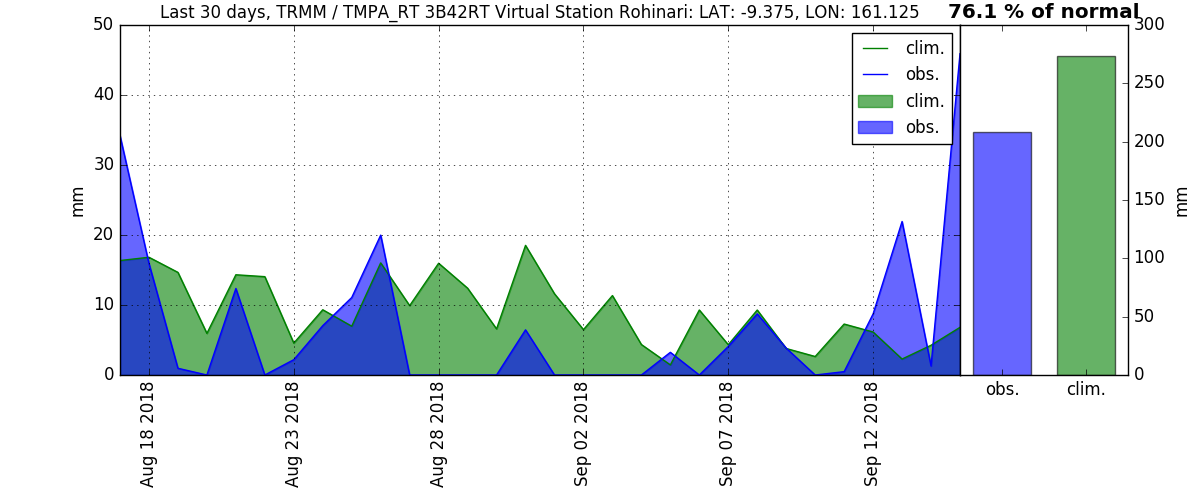 Last 30 days, TRMM / TMPA_RT 3B42RT Virtual Station Rohinari: LAT: -9.375, LON: 161.125
76.1 % of normal
50
40
30
20
10
0
mm
clim.
obs.
clim.
obs.
300
250
200
150
100
50
0
mm
Aug 18 2018
Aug 23 2018
Aug 28 2018
Sep 02 2018
Sep 07 2018
Sep 12 2018
obs.
clim.